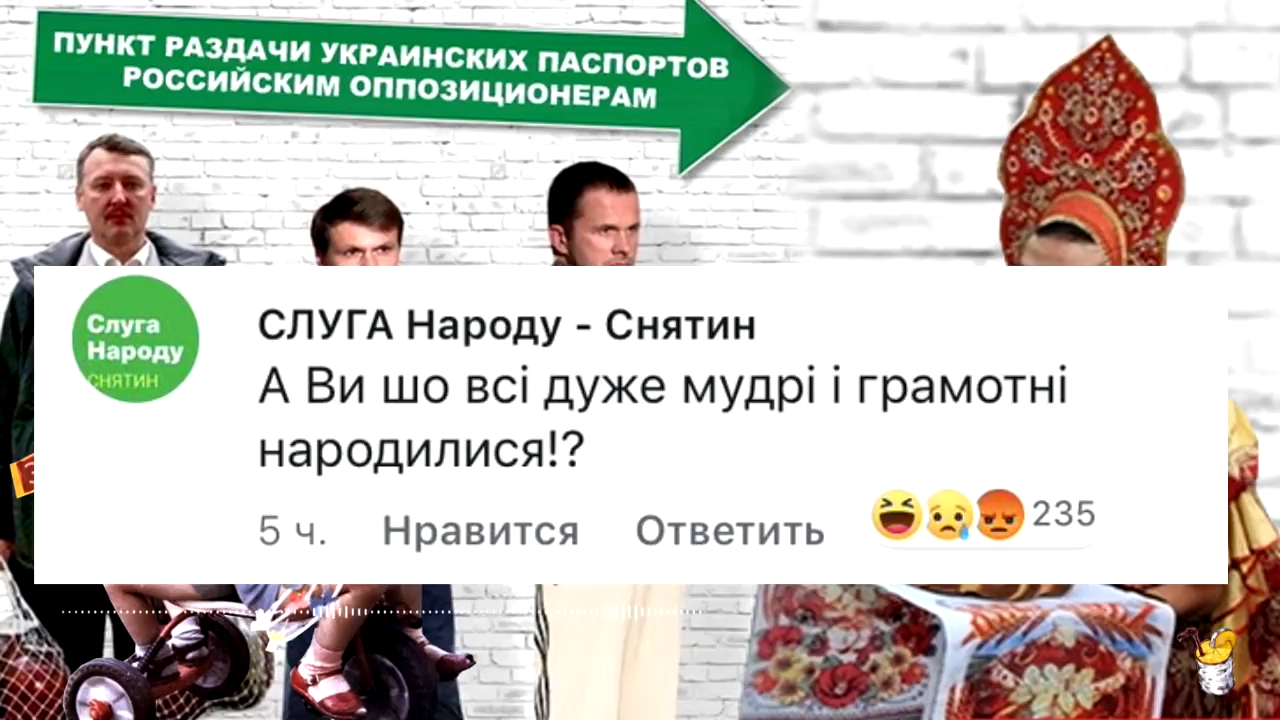 ПУНКТ РАЗДАЧИ УКРАИНСКИХ ПАСПОРТОВ
РОССИЙСКИМ ОППОЗИЦИОНЕРАМ
Слуга
Народу
СНЯТИН
СЛУГА Народу - Снятин
А Ви шо всі дуже мудрі і грамотні
народилися!?
5 ч.
Нравится
Ответить
235